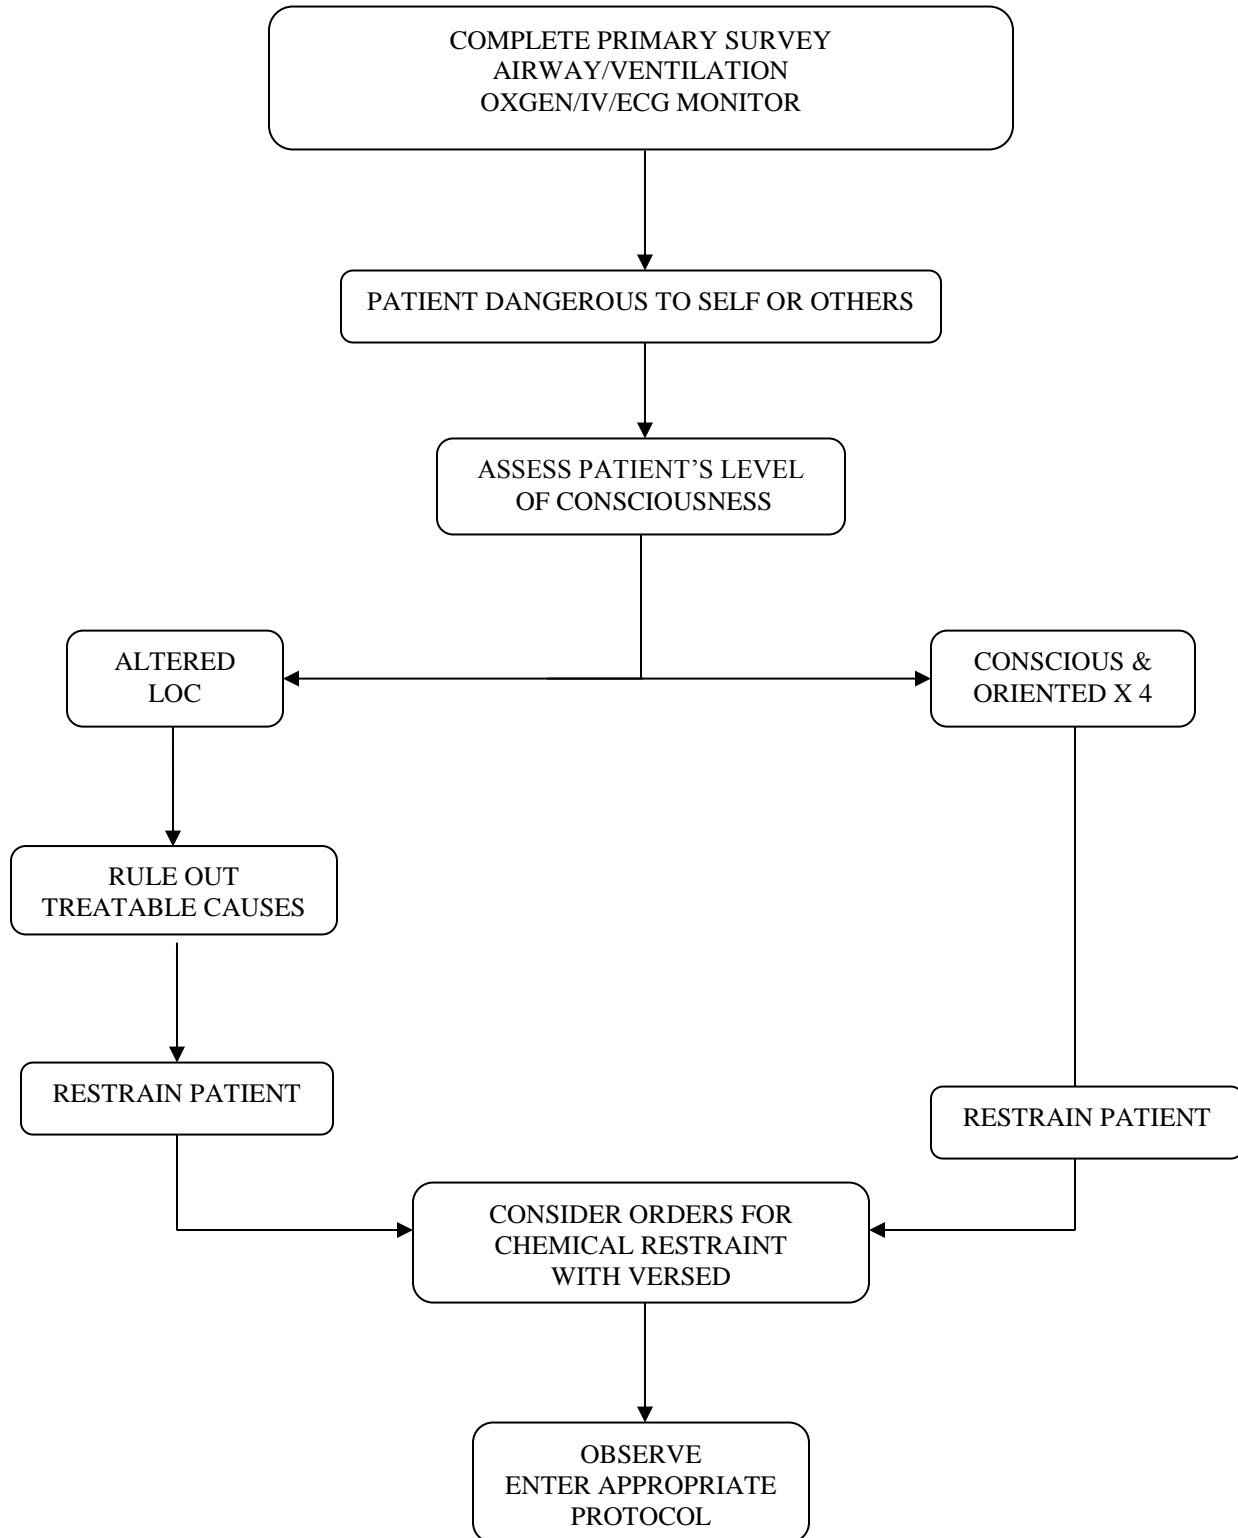 COMPLETE PRIMARY SURVEY
AIRWAY/VENTILATION
OXGEN/IV/ECG MONITOR
PATIENT DANGEROUS TO SELF OR OTHERS
ASSESS PATIENT’S LEVEL
OF CONSCIOUSNESS
ALTERED
LOC
CONSCIOUS &
ORIENTED X 4
RULE OUT
TREATABLE CAUSES
RESTRAIN PATIENT
RESTRAIN PATIENT
CONSIDER ORDERS FOR
CHEMICAL RESTRAINT
WITH VERSED
OBSERVE
ENTER APPROPRIATE
PROTOCOL